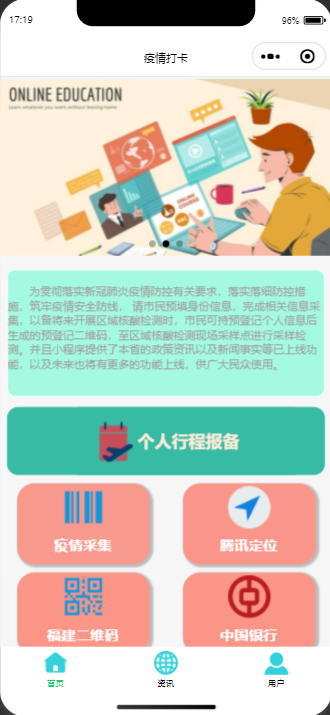 17:19
96%
疫情打卡
ONLINE EDUCATION
Learn whatever you want without leaving home
ONLINE
COURSE
为贯彻落实新冠肺炎疫情防控有关要求，落实落细防控措
施，筑牢疫情安全防线， 请市民预填身份信息，完成相关信息采
集，以备将来开展区域核酸检测时，市民可持预登记个人信息后
生成的预登记二维码，至区域核酸检测现场采样点进行采样检
测。并且小程序提供了本省的政策资讯以及新闻事实等已上线功
能，以及未来也将有更多的功能上线，供广大民众使用。
个人行程报备
疫情采集
腾讯定位
福建二维码
中国银行
首页
资讯
用户